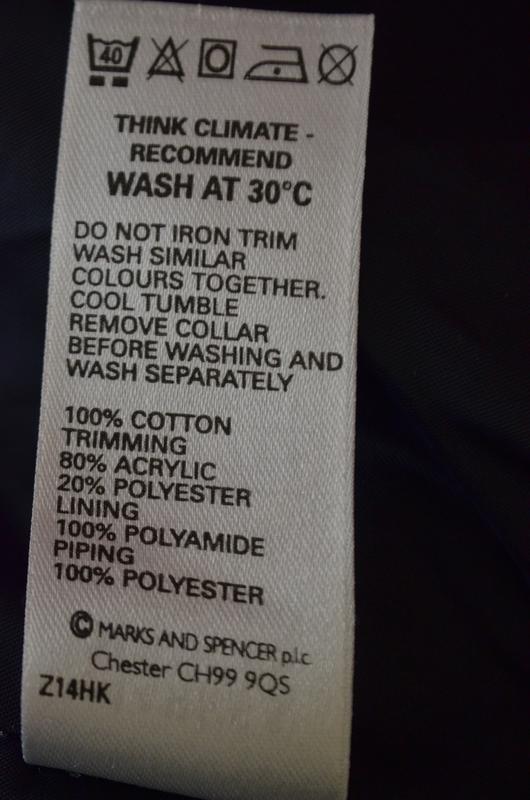 40
THINK CLIMATE -
RECOMMEND
WASH AT 30°C
DO NOT IRON TRIM
WASH SIMILAR
COLOURS TOGETHER.
COOL TUMBLE
REMOVE COLLAR
BEFORE WASHING AND
WASH SEPARATELY
100% COTTON
TRIMMING
80% ACRYLIC
20% POLYESTER
LINING
100% POLYAMIDE
PIPING
100% POLYESTER
© MARKS AND SPENCER p.l.c.
Chester CH99 9QS
Z14HK